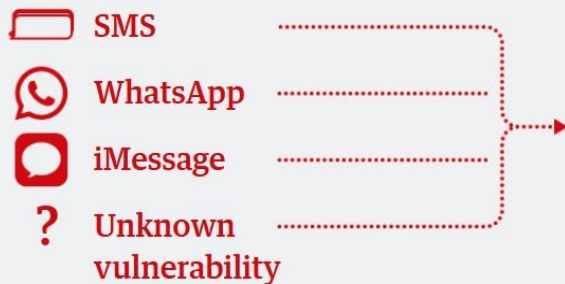 SMS
WhatsApp
iMessage
? Unknown
vulnerability